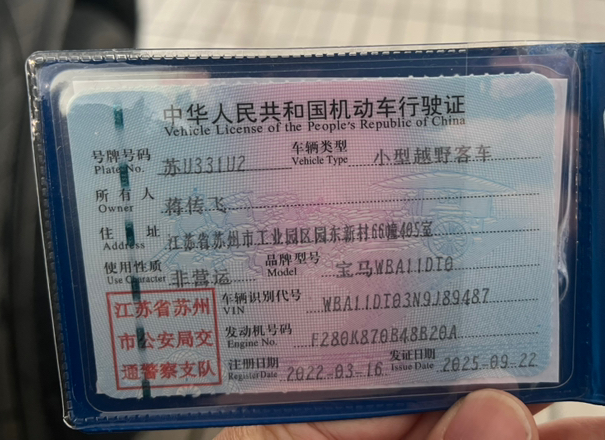 中华人民共和国机动车行驶证
Vehicle License of the People's Republic of China
号牌号码 苏U331U2 车辆类型 小型越野客车
Plate No. Vehicle Type
所有人 蒋传飞
Owner
住址 江苏省苏州市工业园区园东新村66幢405室
Address
使用性质 非营运 品牌型号 宝马WBA11DT0
Use Character Model
江苏省苏州 车辆识别代号 WBA11DT03N9J89487
VIN
市公安局交 发动机号码 F280K870B48B20A
Engine No.
通警察支队 注册日期 2022-03-16 发证日期 2025-09-22
Register Date Issue Date